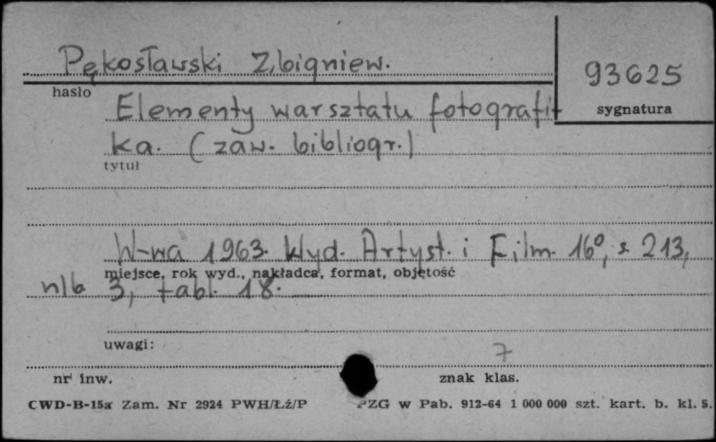 Pękosławski Zbigniew.
93625
hasło
sygnatura
Elementy warsztatu fotografi-
ka. (zaw. bibliogr.)
tytuł
W-wa 1963. Wyd. Artyst. i Film. 16°, s. 213,
miejsce, rok wyd., nakładca, format, objętość
nlb 3, tabl. 18.
uwagi:
7
nr inw.
znak klas.
CWD-B-15a Zam. Nr 2924 PWH/Łź/P PZG w Pab. 912-64 1 000 000 szt. kart. b. kl. 5.